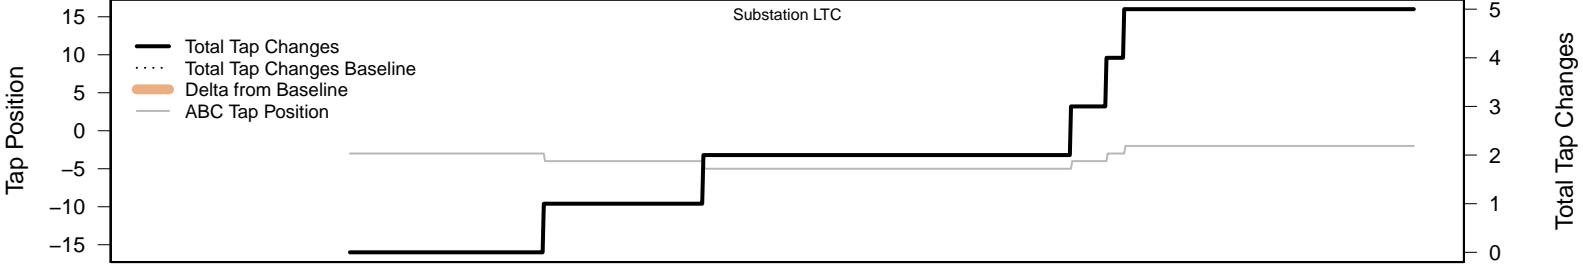 Substation LTC
Total Tap Changes
Total Tap Changes Baseline
Delta from Baseline
ABC Tap Position
Tap Position
15
10
5
0
−5
−10
−15
5
4
3
2
1
0
Total Tap Changes